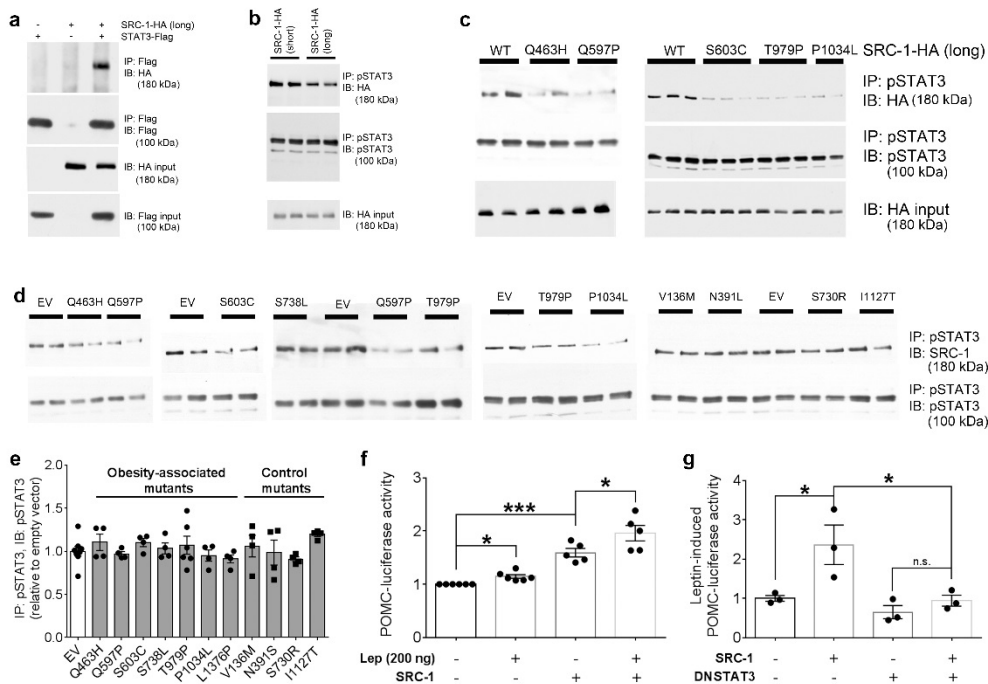 a
- + + SRC-1-HA (long)
+ - + STAT3-Flag
IP: Flag
IB: HA
(180 kDa)
IP: Flag
IB: Flag
(100 kDa)
IB: HA input
(180 kDa)
IB: Flag input
(100 kDa)
b
SRC-1-HA
(short)
SRC-1-HA
(long)
IP: pSTAT3
IB: HA
(180 kDa)
IP: pSTAT3
IB: pSTAT3
(100 kDa)
IB: HA input
(180 kDa)
c
WT Q463H Q597P WT S603C T979P P1034L SRC-1-HA (long)
IP: pSTAT3
IB: HA (180 kDa)
IP: pSTAT3
IB: pSTAT3
(100 kDa)
IB: HA input
(180 kDa)
d
EV Q463H Q597P EV S603C S738L EV Q597P T979P EV T979P P1034L V136M N391L EV S730R I1127T
IP: pSTAT3
IB: SRC-1
(180 kDa)
IP: pSTAT3
IB: pSTAT3
(100 kDa)
e
IP: pSTAT3, IB: pSTAT3
(relative to empty vector)
2.0
1.5
1.0
0.5
0.0
Obesity-associated
mutants
Control
mutants
EV
Q463H
Q597P
S603C
S738L
T979P
P1034L
L1376P
V136M
N391S
S730R
I1127T
f
POMC-luciferase activity
3
2
1
0
*
***
*
Lep (200 ng) - + - +
SRC-1 - - + +
g
Leptin-induced
POMC-luciferase activity
4
3
2
1
0
*
*
n.s.
SRC-1 - + - +
DNSTAT3 - - + +